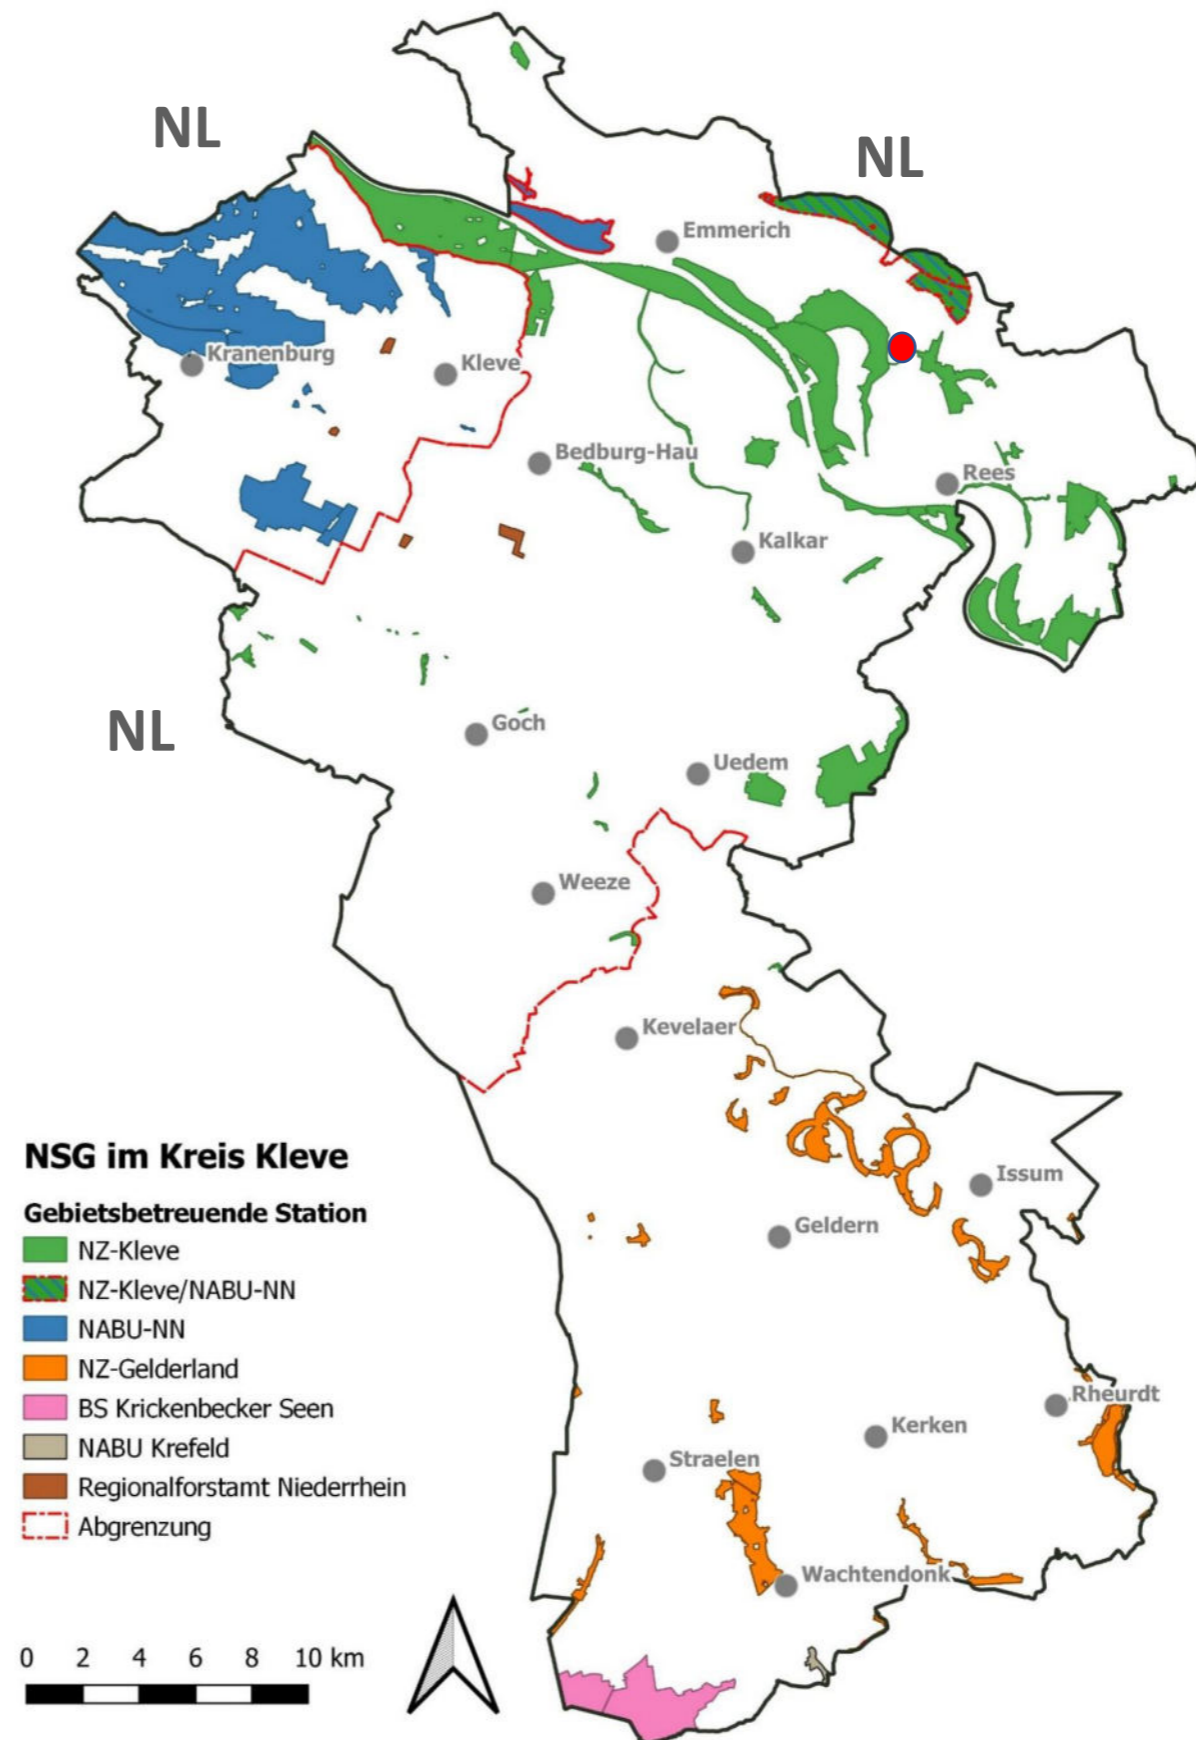 NL
NL
Emmerich
Kranenburg
Kleve
Bedburg-Hau
Rees
Kalkar
NL
Goch
Uedem
Weeze
Kevelaer
Issum
Geldern
Rheurdt
Kerken
Straelen
Wachtendonk
NSG im Kreis Kleve
Gebietsbetreuende Station
NZ-Kleve
NZ-Kleve/NABU-NN
NABU-NN
NZ-Gelderland
BS Krickenbecker Seen
NABU Krefeld
Regionalforstamt Niederrhein
Abgrenzung
0 2 4 6 8 10 km